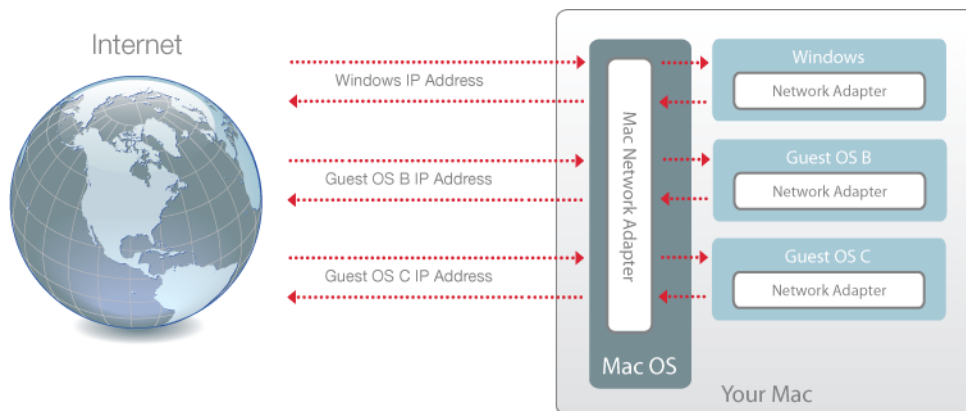 Internet
Windows IP Address
Guest OS B IP Address
Guest OS C IP Address
Mac Network Adapter
Mac OS
Windows
Network Adapter
Guest OS B
Network Adapter
Guest OS C
Network Adapter
Your Mac